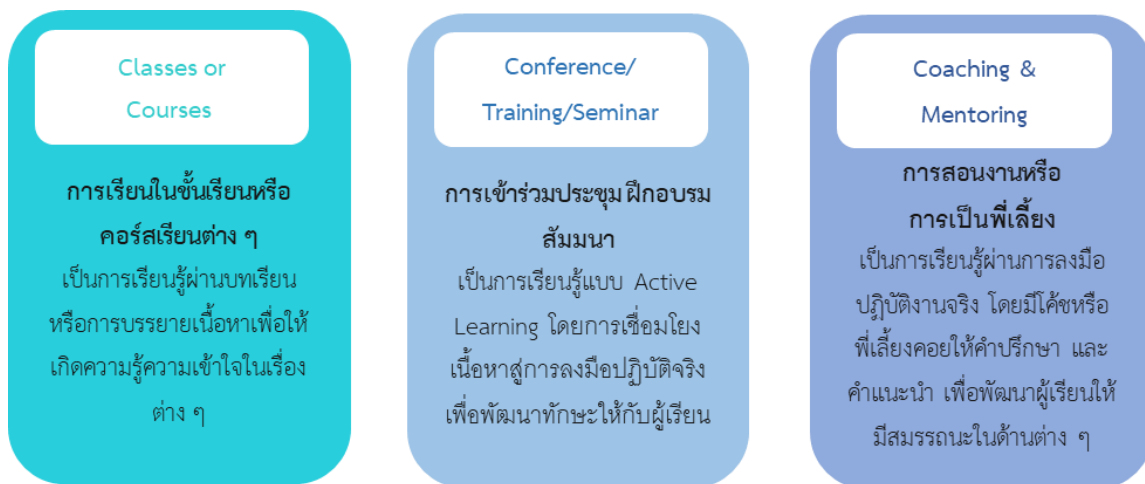 Classes or
Courses
การเรียนในชั้นเรียนหรือ
คอร์สเรียนต่าง ๆ
เป็นการเรียนรู้ผ่านบทเรียน
หรือการบรรยายเนื้อหาเพื่อให้
เกิดความรู้ความเข้าใจในเรื่อง
ต่าง ๆ
Conference/
Training/Seminar
การเข้าร่วมประชุม ฝึกอบรม
สัมมนา
เป็นการเรียนรู้แบบ Active
Learning โดยการเชื่อมโยง
เนื้อหาสู่การลงมือปฏิบัติจริง
เพื่อพัฒนาทักษะให้กับผู้เรียน
Coaching &
Mentoring
การสอนงานหรือ
การเป็นพี่เลี้ยง
เป็นการเรียนรู้ผ่านการลงมือ
ปฏิบัติงานจริง โดยมีโค้ชหรือ
พี่เลี้ยงคอยให้คำปรึกษา และ
คำแนะนำ เพื่อพัฒนาผู้เรียนให้
มีสมรรถนะในด้านต่าง ๆ